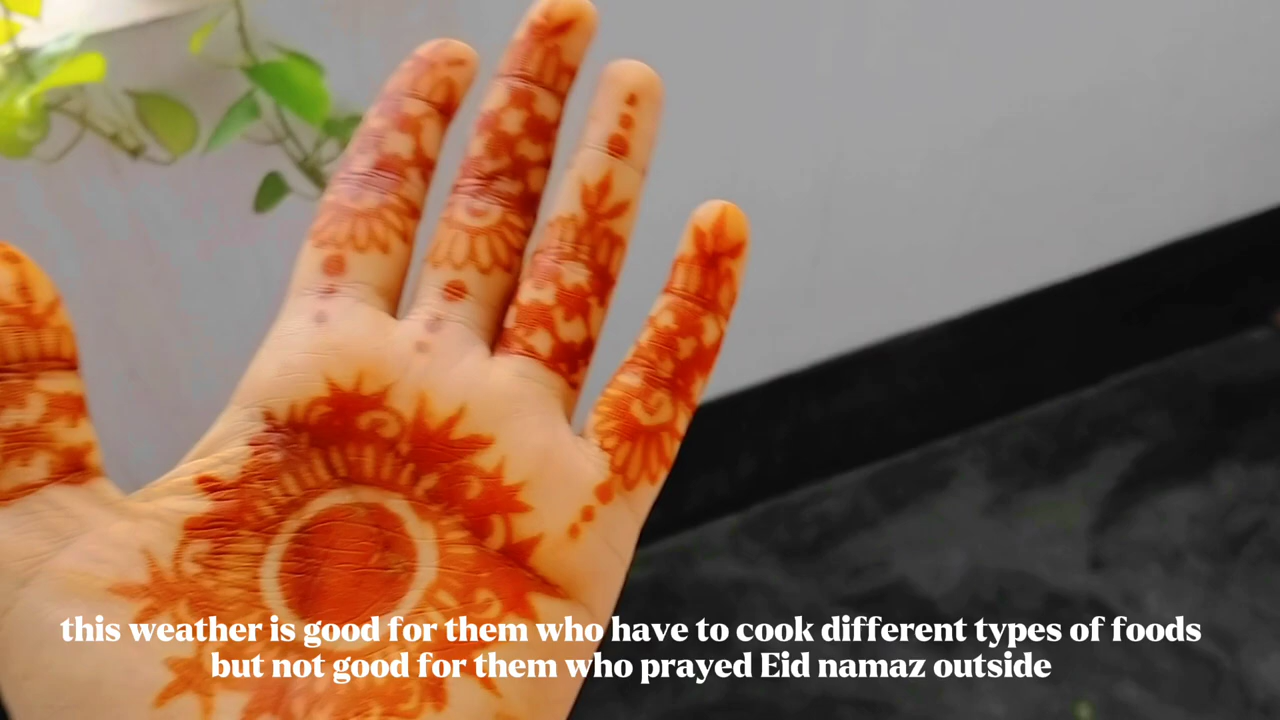 this weather is good for them who have to cook different types of foods
but not good for them who prayed Eid namaz outside